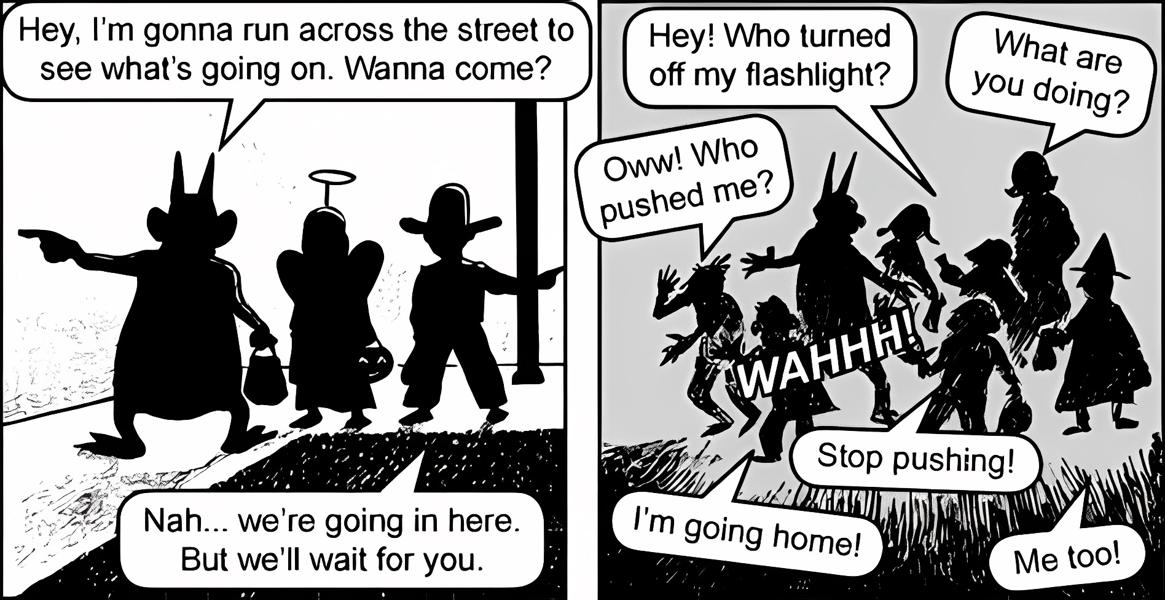 Hey, I'm gonna run across the street to
see what's going on. Wanna come?
Nah... we're going in here.
But we'll wait for you.
Hey! Who turned
off my flashlight?
What are
you doing?
Oww! Who
pushed me?
WAHHH!
Stop pushing!
I'm going home!
Me too!